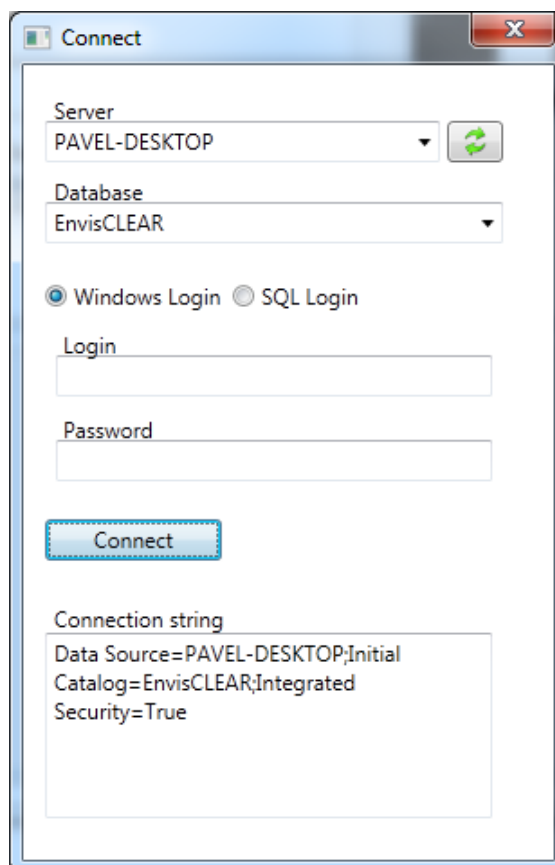 Connect
Server
PAVEL-DESKTOP
Database
EnvisCLEAR
Windows Login SQL Login
Login
Password
Connect
Connection string
Data Source=PAVEL-DESKTOP;Initial
Catalog=EnvisCLEAR;Integrated
Security=True